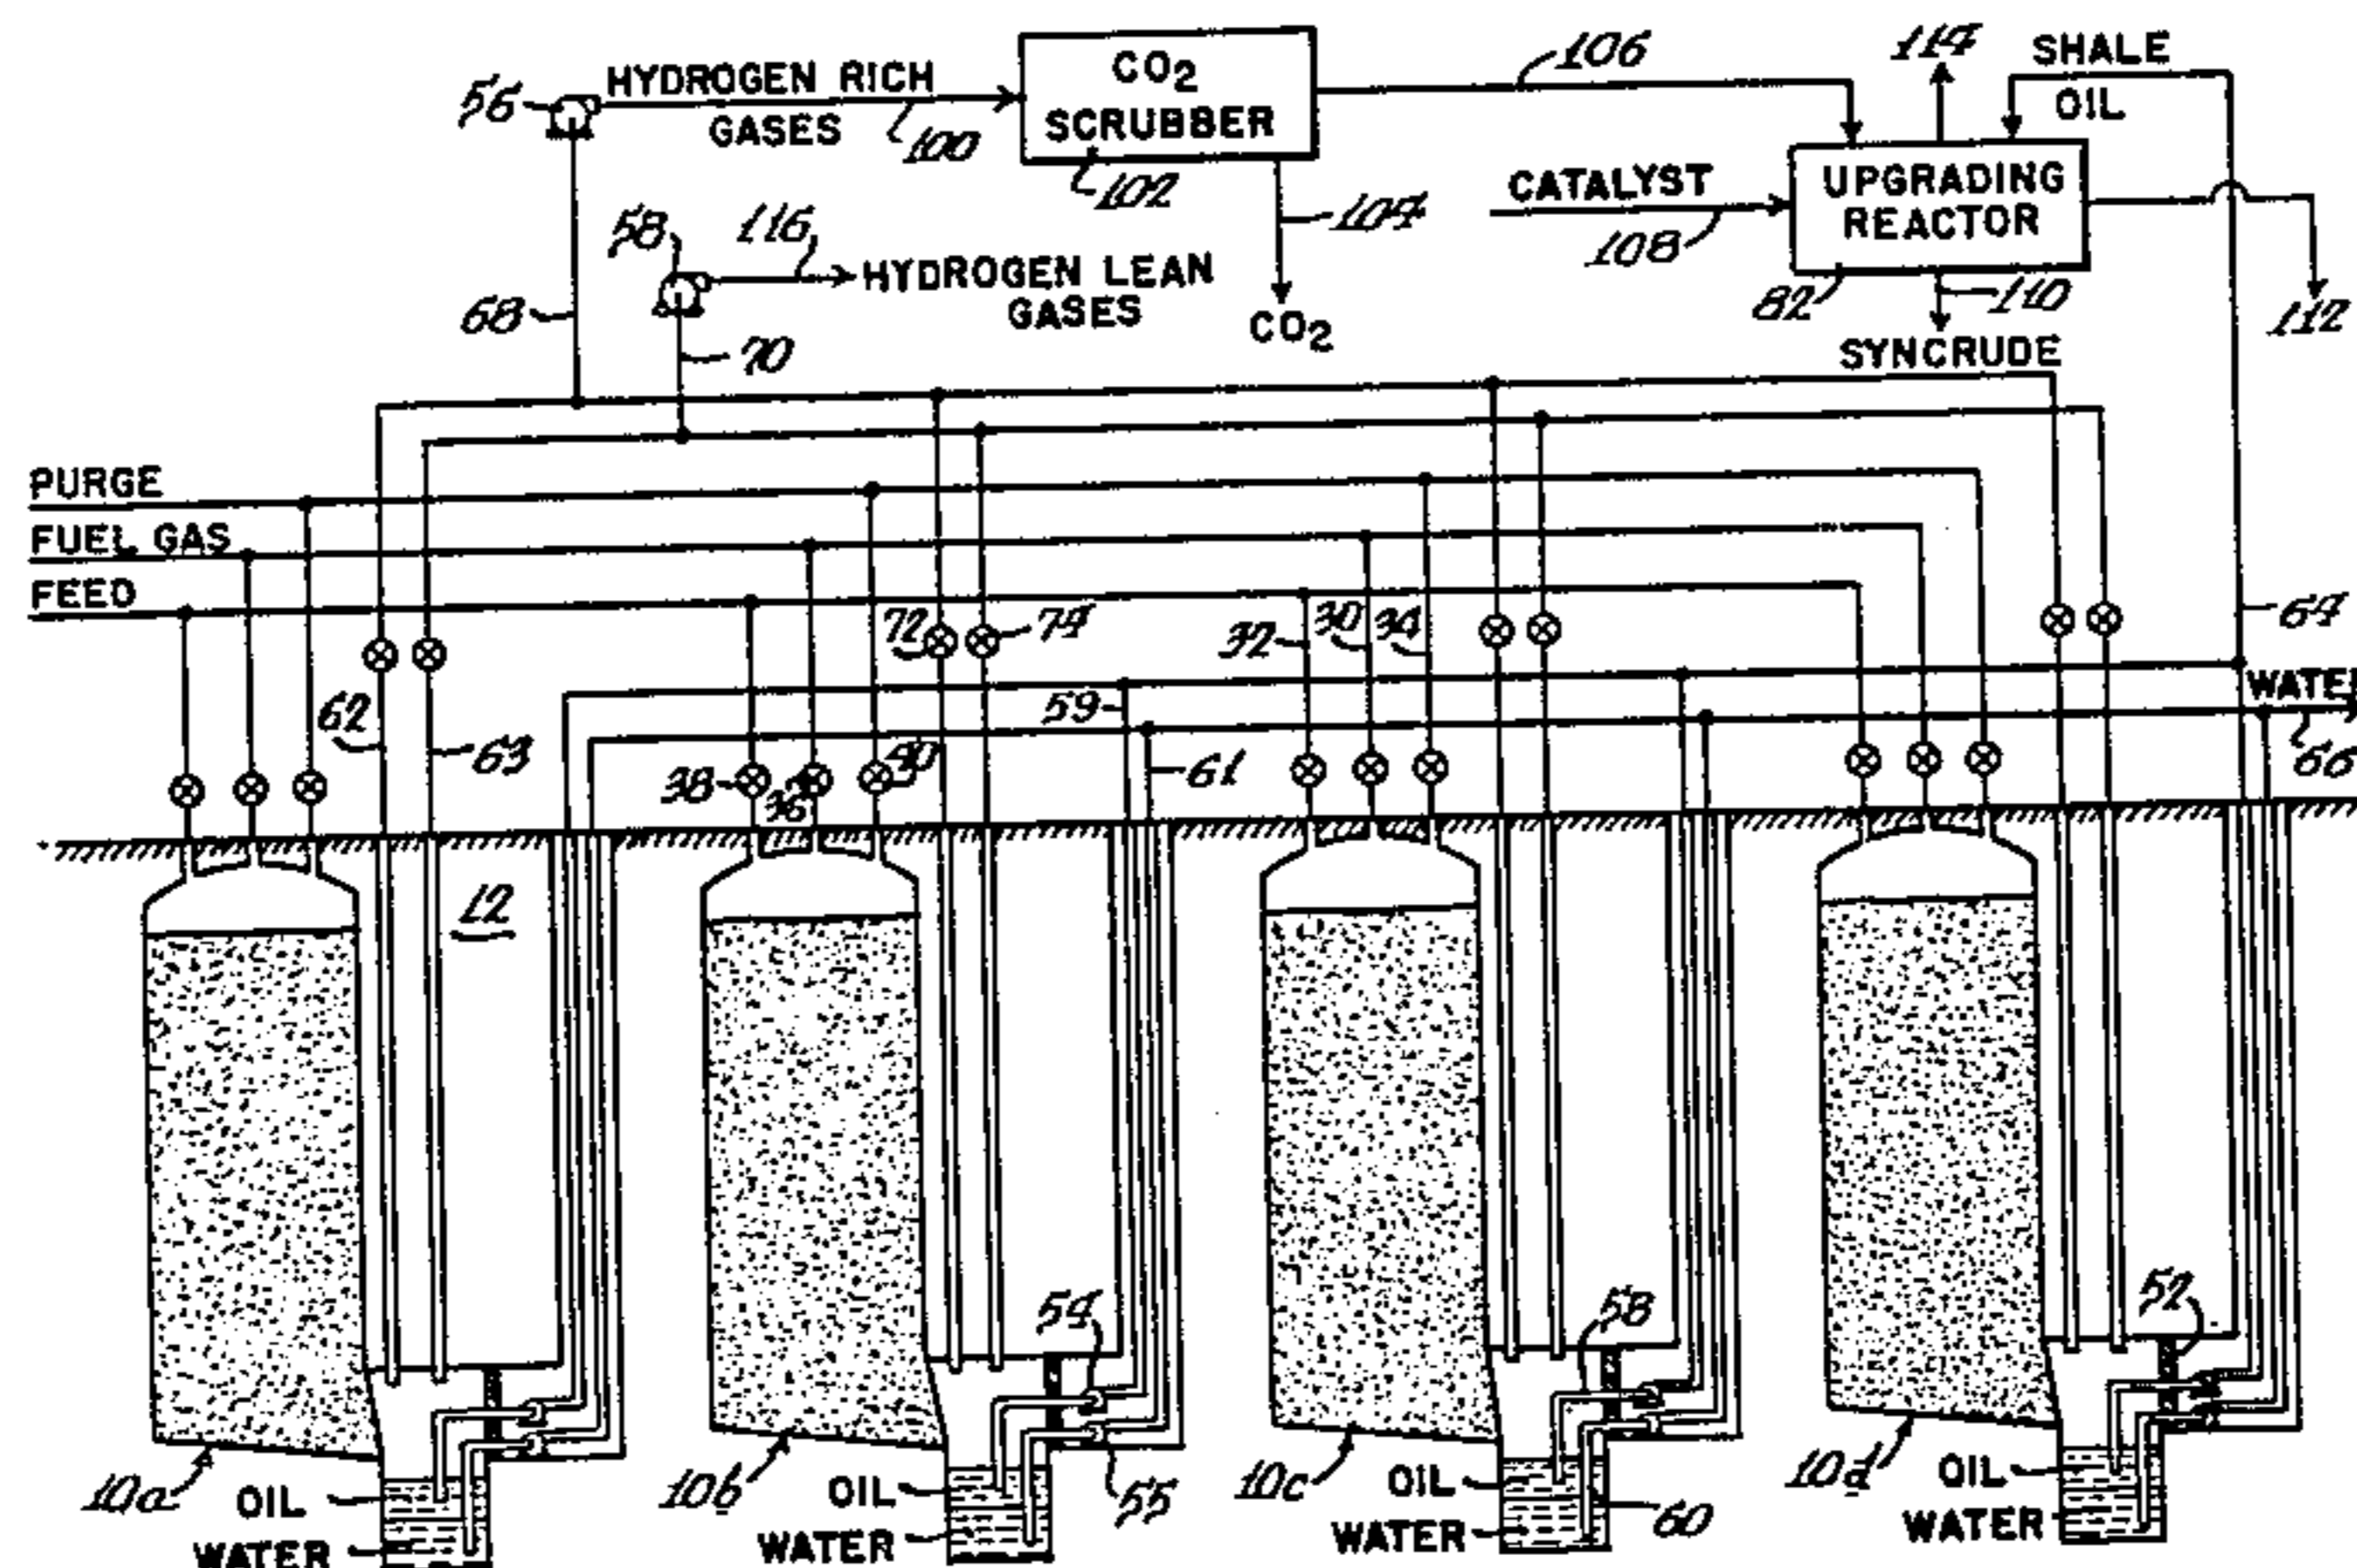 114
SHALE
OIL
106
CO2
SCRUBBER
56
HYDROGEN RICH
GASES
100
102
104
CATALYST
108
UPGRADING
REACTOR
82
110
112
58
116
HYDROGEN LEAN
GASES
CO2
SYNCRUDE
68
70
PURGE
FUEL GAS
FEED
72
74
32
30
34
64
WATER
66
62
63
59
61
38
36
40
12
54
58
52
10a
10b
10c
10d
OIL
WATER
OIL
WATER
55
OIL
WATER
60
OIL
WATER